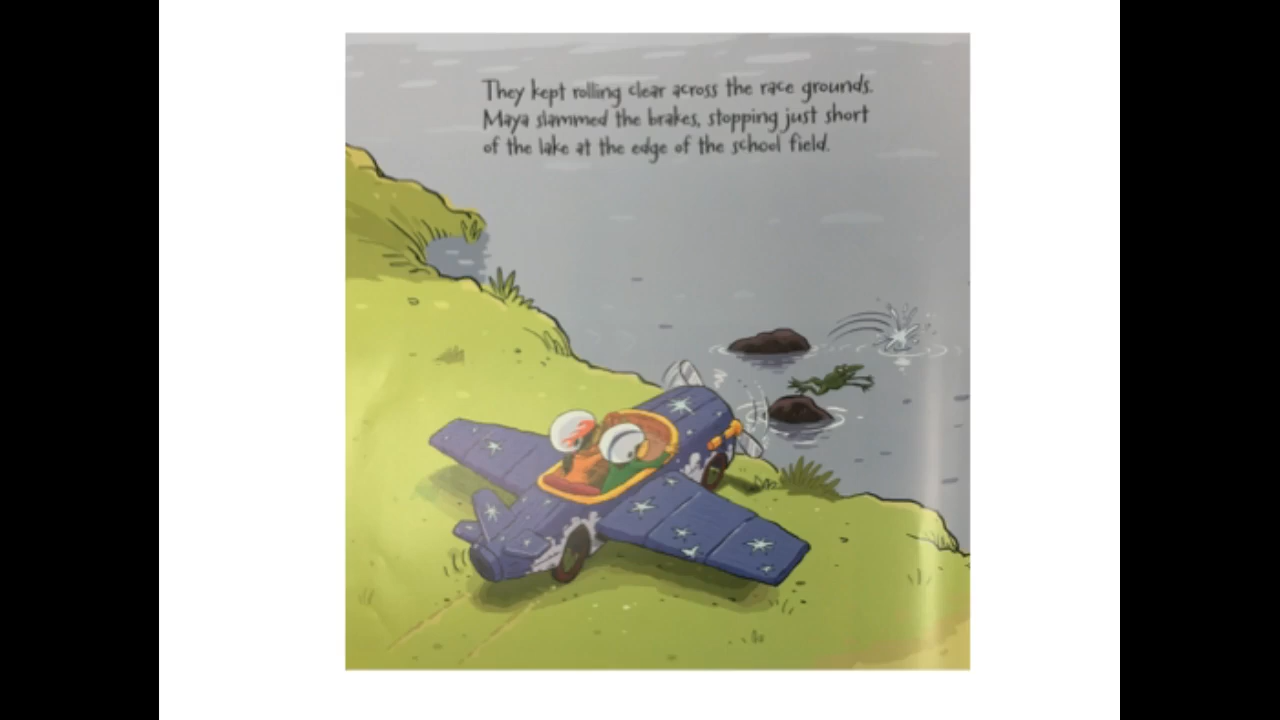 They kept rolling clear across the race grounds.
Maya slammed the brakes, stopping just short
of the lake at the edge of the school field.